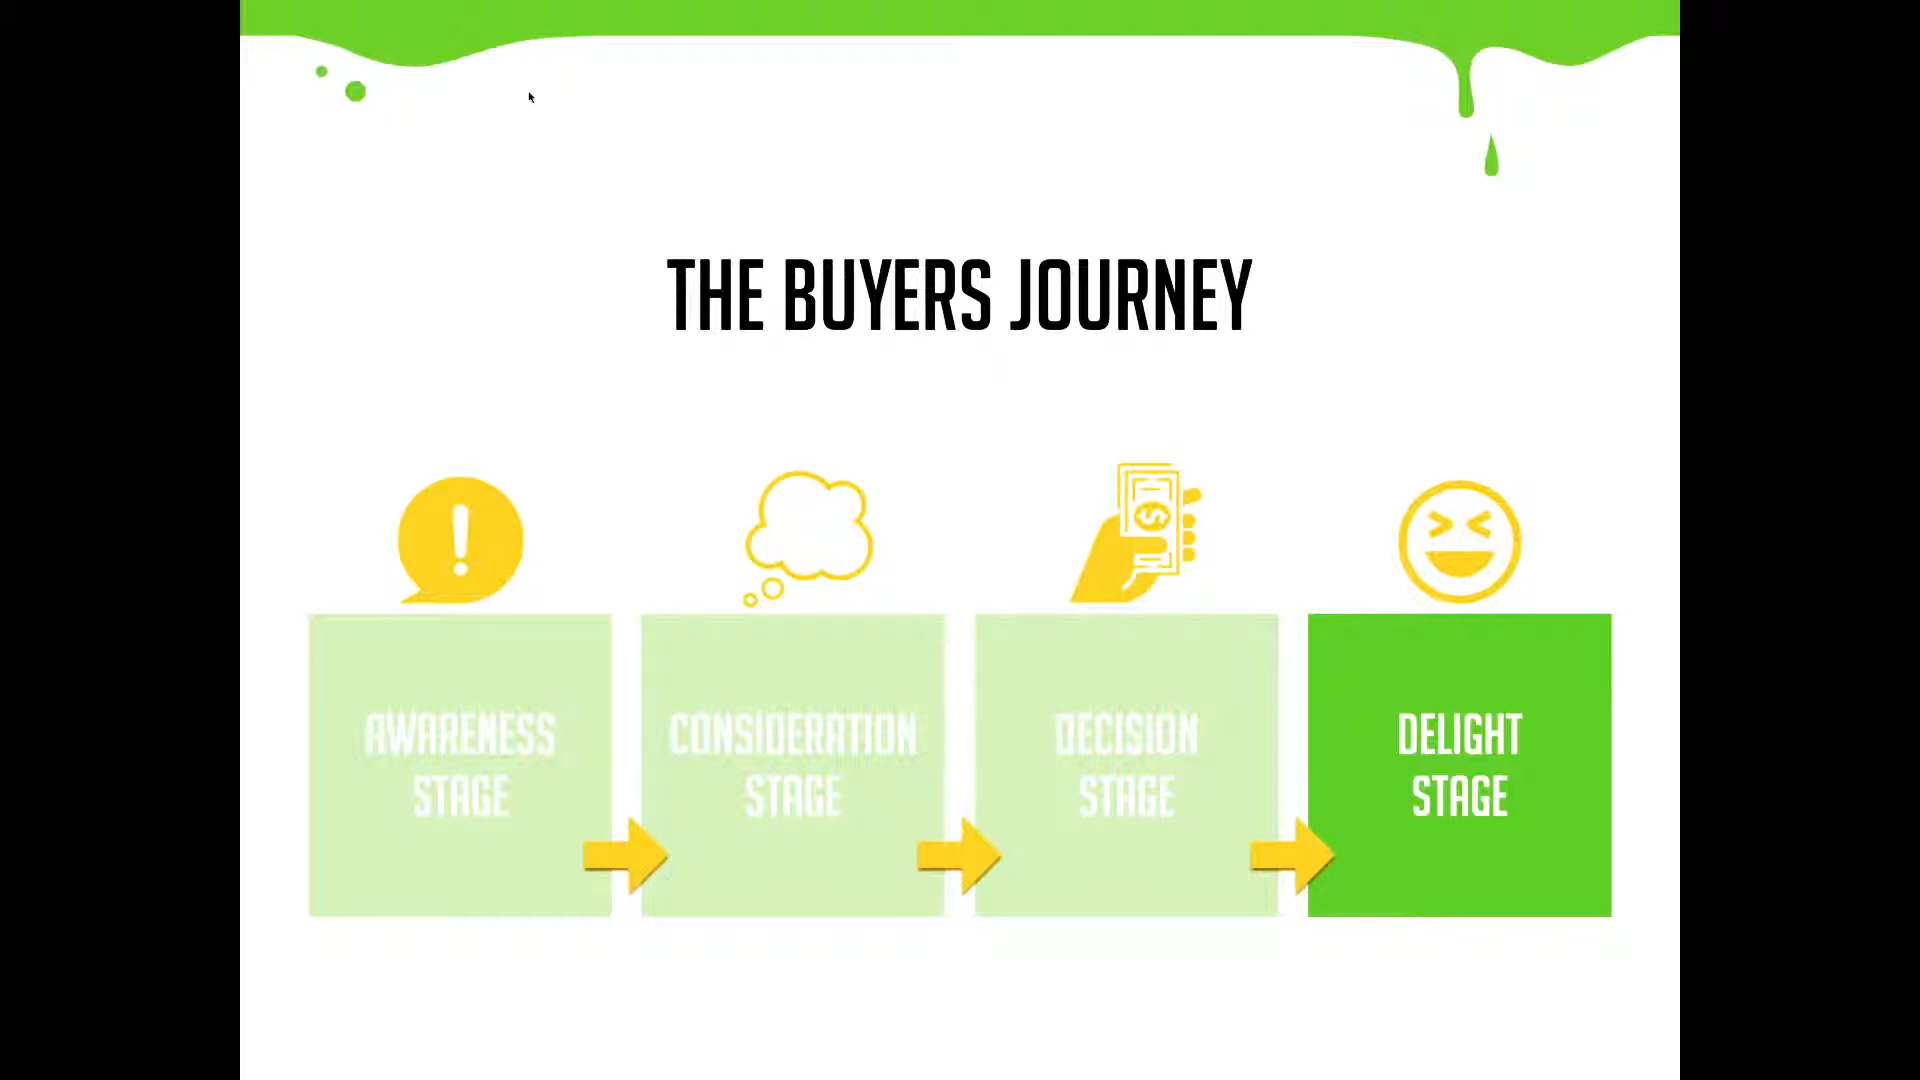 THE BUYERS JOURNEY
AWARENESS
STAGE
CONSIDERATION
STAGE
DECISION
STAGE
DELIGHT
STAGE